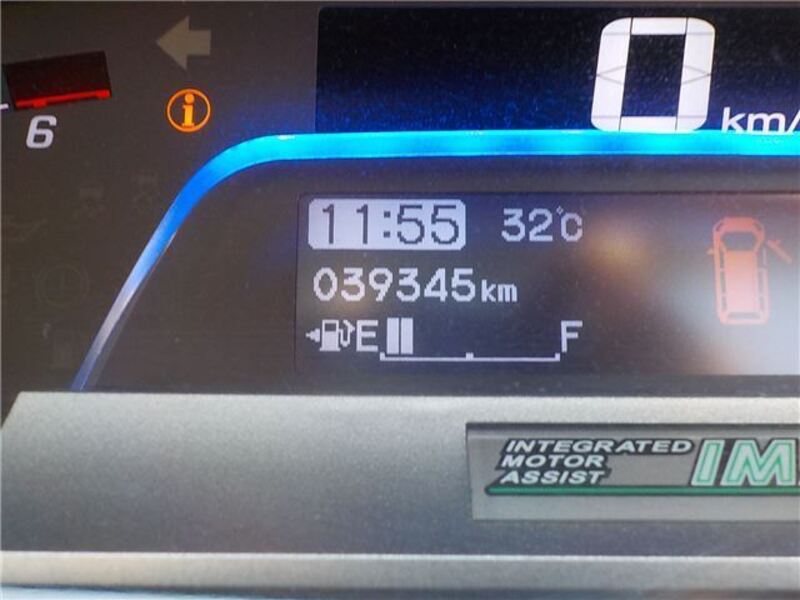 0 km/
6
i
11:55 32°C
039345km
E F
INTEGRATED
MOTOR
ASSIST
IM